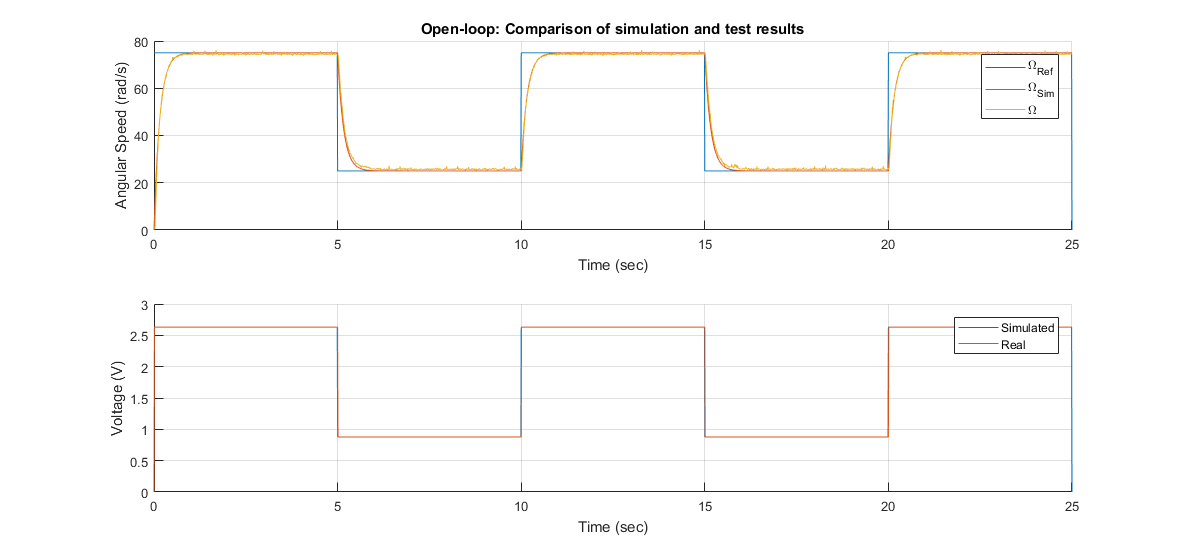 Open-loop: Comparison of simulation and test results
Angular Speed (rad/s)
80
60
40
20
0
0 5 10 15 20 25
Time (sec)
Ω_Ref
Ω_Sim
Ω
Voltage (V)
3
2.5
2
1.5
1
0.5
0
0 5 10 15 20 25
Time (sec)
Simulated
Real